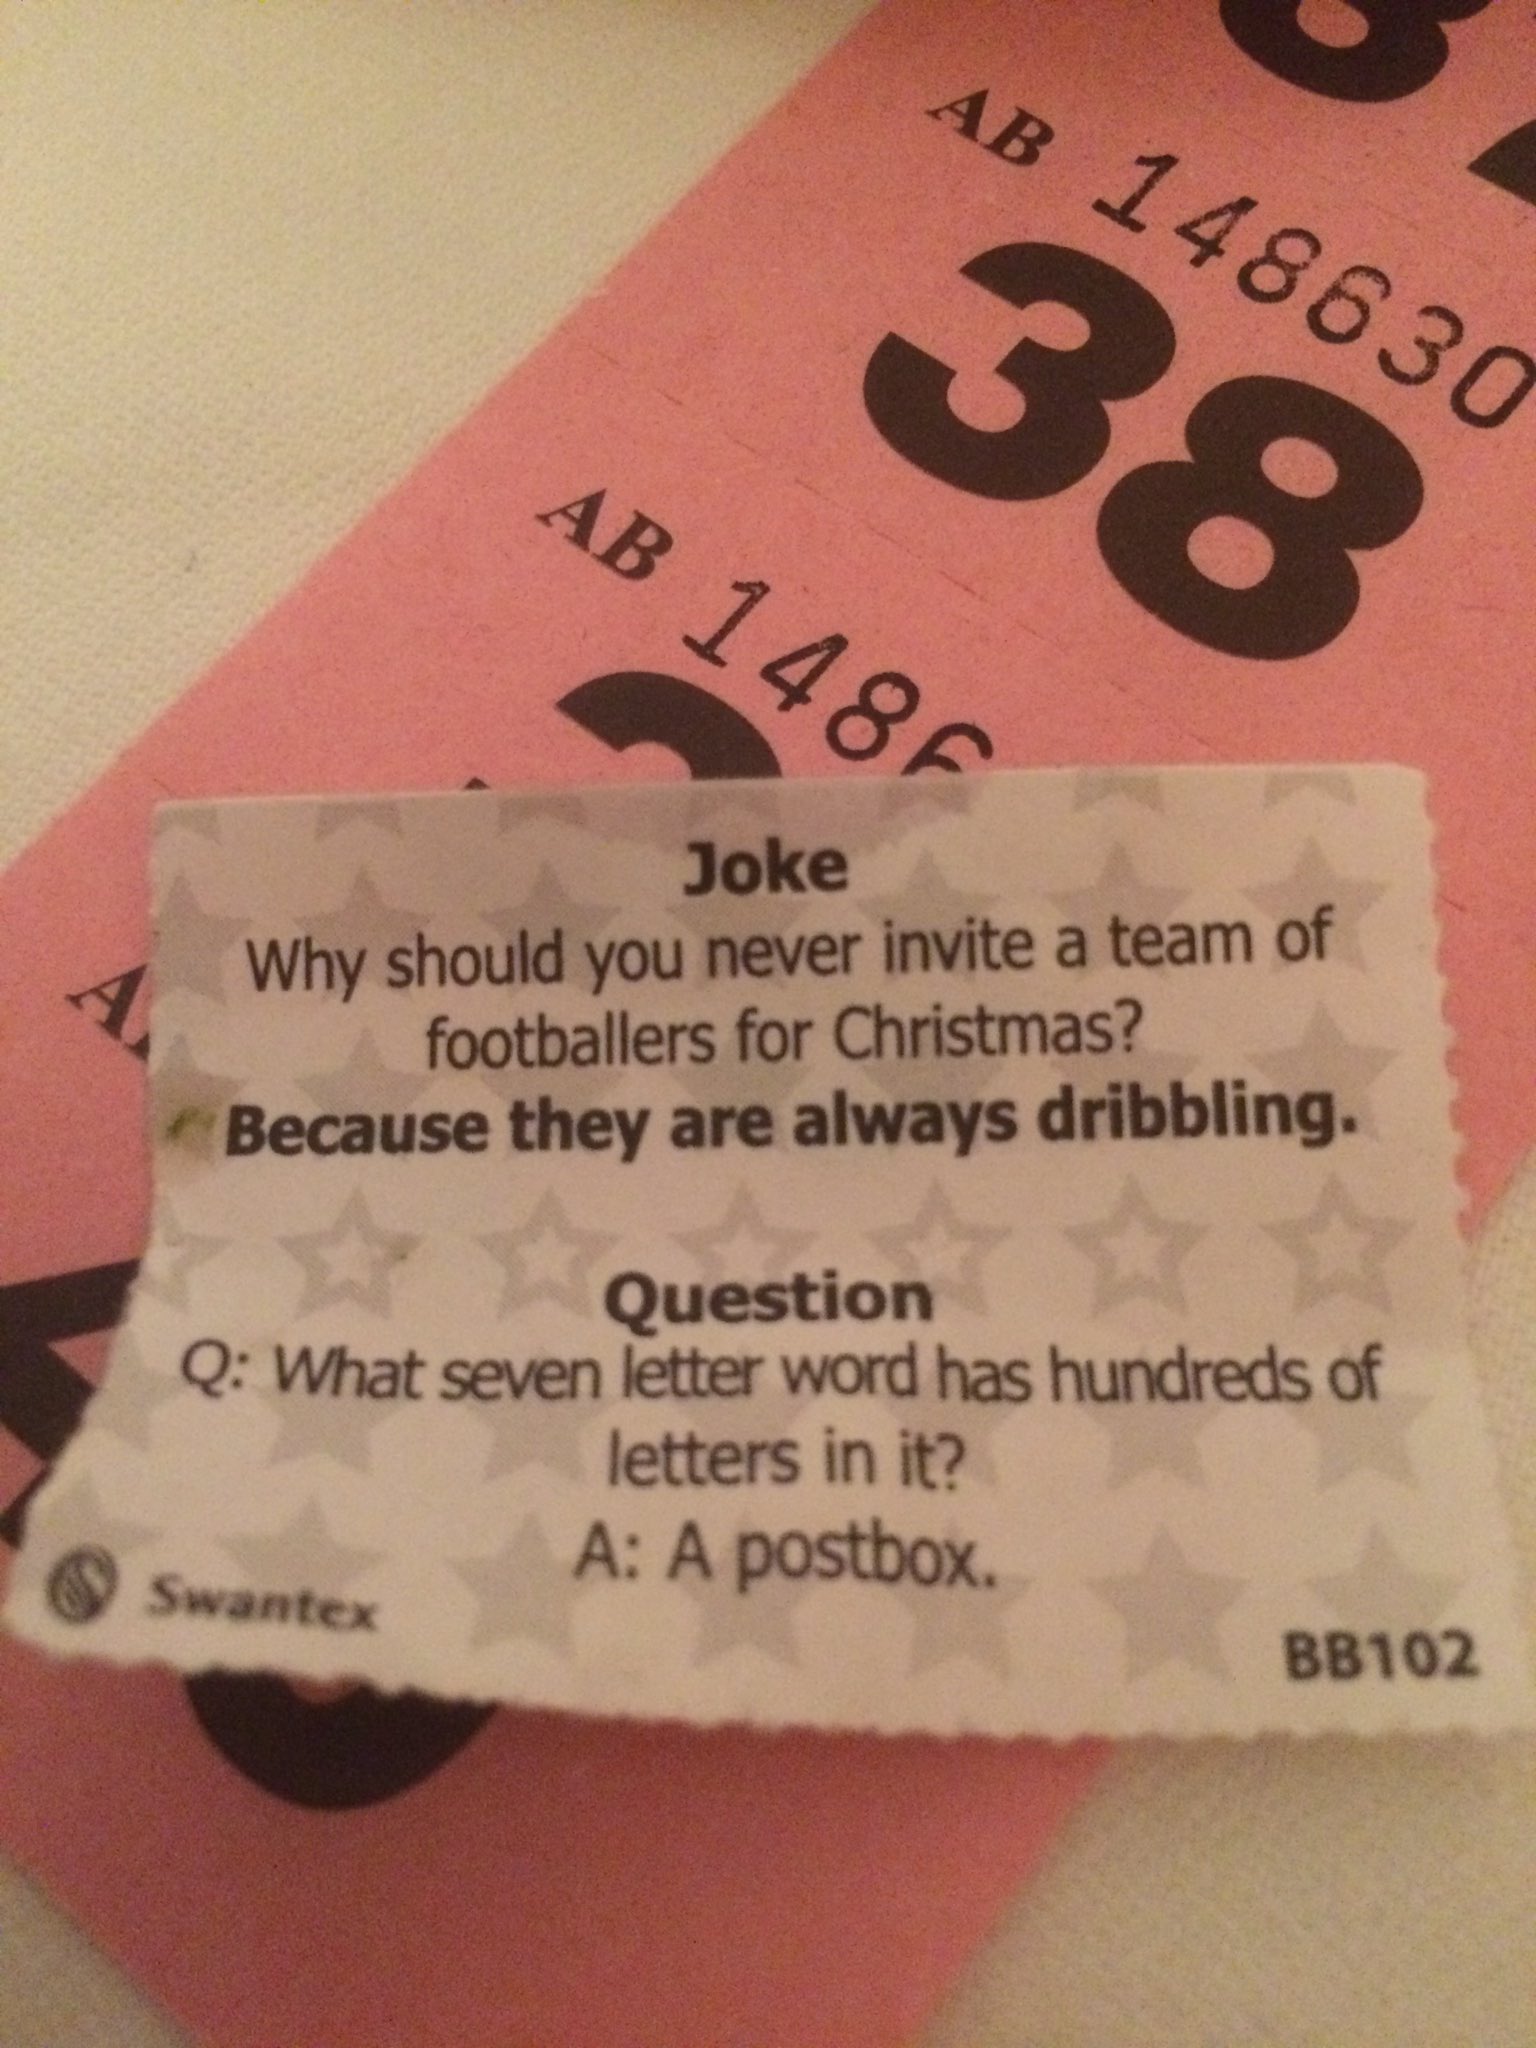 AB 148630
38
AB 1486
Joke
Why should you never invite a team of
footballers for Christmas?
Because they are always dribbling.
Question
Q: What seven letter word has hundreds of
letters in it?
A: A postbox.
Swantex
BB102